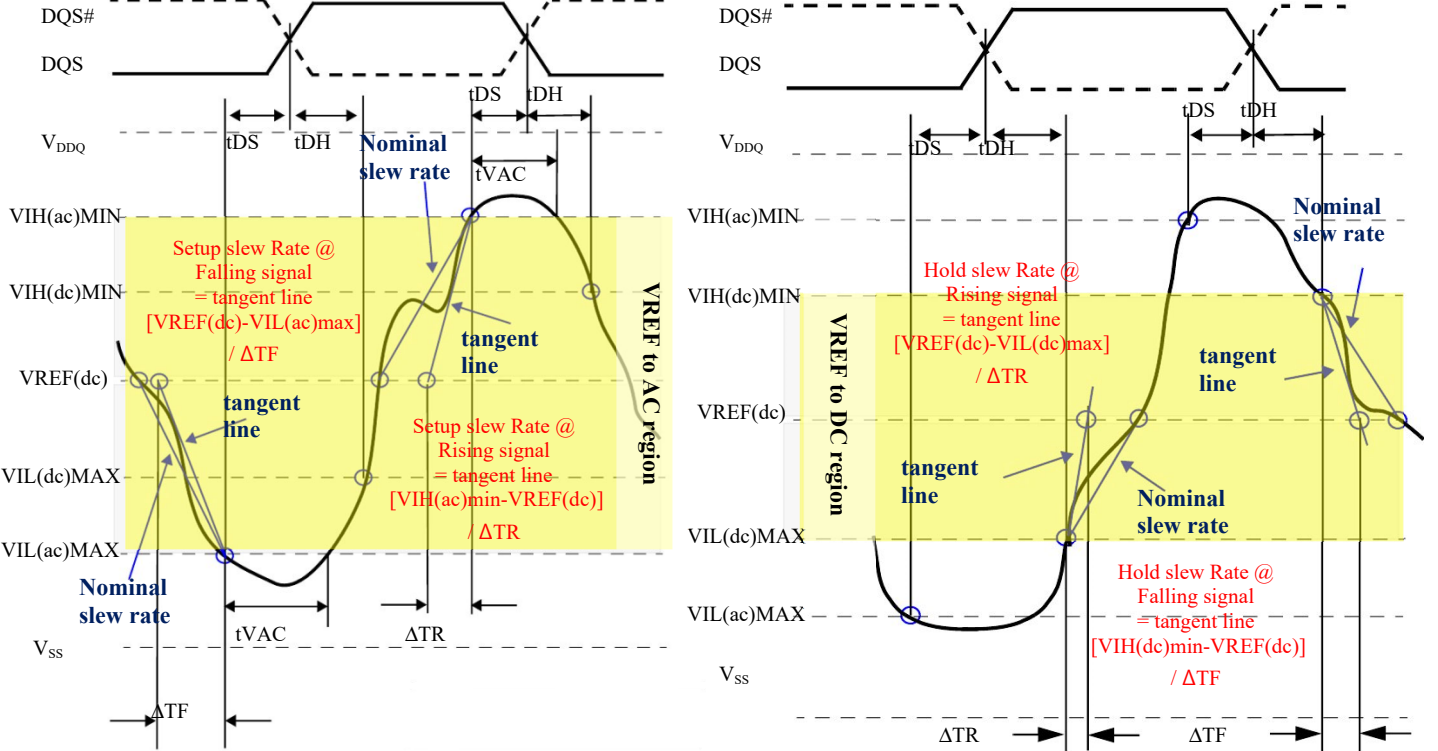 DQS#
DQS
tDS
tDH
VDDQ
tDS
tDH
Nominal
slew rate
tVAC
VIH(ac)MIN
Setup slew Rate @
Falling signal
= tangent line
[VREF(dc)-VIL(ac)max]
/ ΔTF
VIH(dc)MIN
tangent
line
VREF to AC region
VREF(dc)
tangent
line
Setup slew Rate @
Rising signal
= tangent line
[VIH(ac)min-VREF(dc)]
/ ΔTR
VIL(dc)MAX
VIL(ac)MAX
Nominal
slew rate
tVAC
ΔTR
VSS
ΔTF
DQS#
DQS
tDS
tDH
VDDQ
tDS
tDH
VIH(ac)MIN
Nominal
slew rate
Hold slew Rate @
Rising signal
= tangent line
[VREF(dc)-VIL(dc)max]
/ ΔTR
VIH(dc)MIN
VREF to DC region
tangent
line
VREF(dc)
tangent
line
Nominal
slew rate
VIL(dc)MAX
Hold slew Rate @
Falling signal
= tangent line
[VIH(dc)min-VREF(dc)]
/ ΔTF
VIL(ac)MAX
VSS
ΔTR
ΔTF